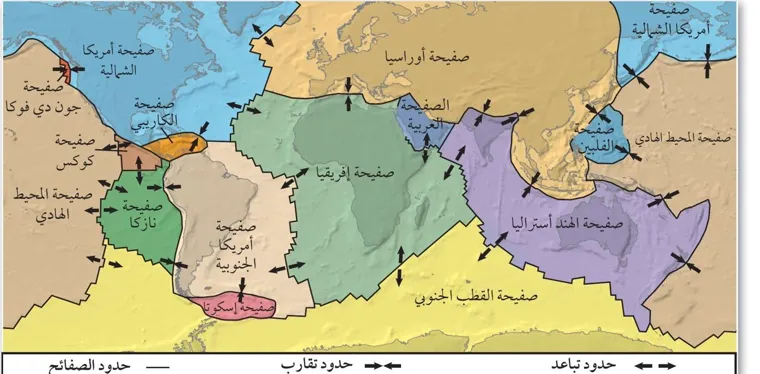 صفيحة
أمريكا الشمالية
صفيحة أوراسيا
صفيحة أمريكا
الشمالية
صفيحة
جون دي فوكا
صفيحة
الكاريبي
الصفيحة
العربية
صفيحة
الفلبين
صفيحة المحيط الهادي
صفيحة
كوكس
صفيحة إفريقيا
صفيحة المحيط
الهادي
صفيحة
نازكا
صفيحة
أمريكا
الجنوبية
صفيحة الهند أستراليا
صفيحة القطب الجنوبي
صفيحة إسكوتا
حدود تباعد
حدود تقارب
حدود الصفائح